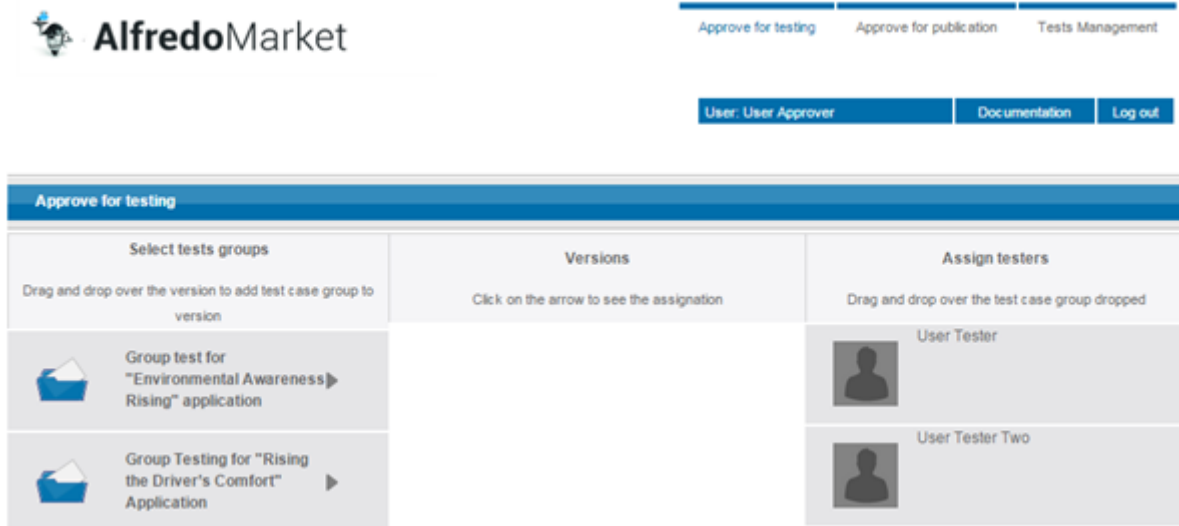 AlfredoMarket
Approve for testing
Approve for publication
Tests Management
User: User Approver
Documentation
Log out
Approve for testing
Select tests groups
Drag and drop over the version to add test case group to
version
Versions
Click on the arrow to see the assignation
Assign testers
Drag and drop over the test case group dropped
Group test for
"Environmental Awareness
Rising" application
Group Testing for "Rising
the Driver's Comfort"
Application
User Tester
User Tester Two